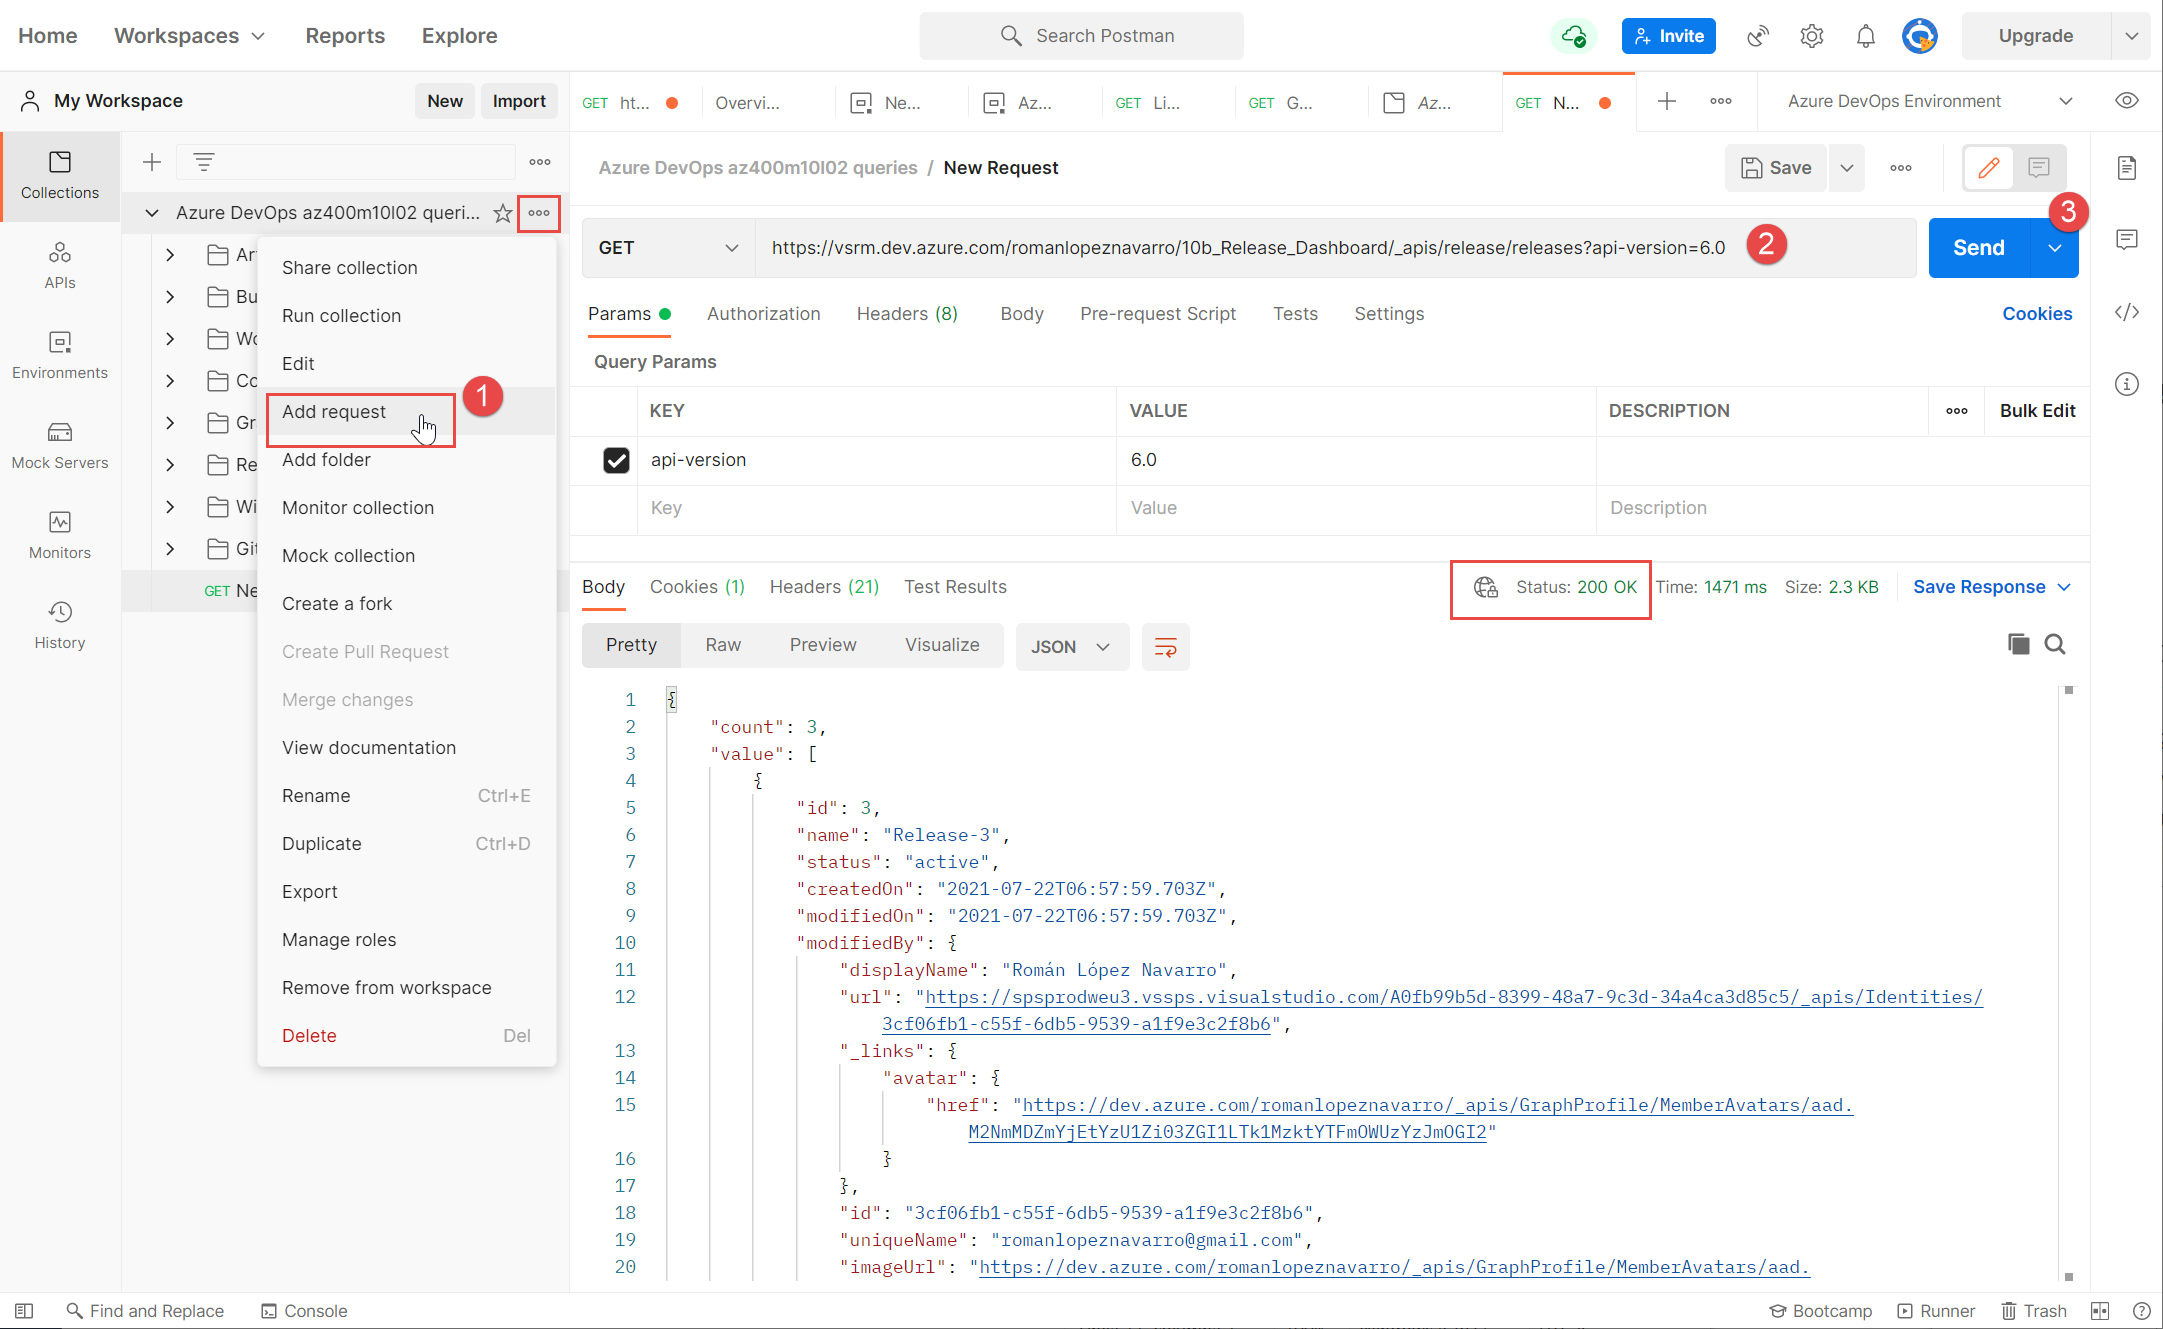 Home Workspaces Reports Explore Search Postman Invite Upgrade
My Workspace New Import GET ht... Overvi... Ne... Az... GET Li... GET G... Az... GET N... Azure DevOps Environment
Collections
APIs
Environments
Mock Servers
Monitors
History
Azure DevOps az400m10l02 queri...
Ar
Bu
Wo
Co
Gr
Re
Wi
Git
GET Ne
Share collection
Run collection
Edit
Add request 1
Add folder
Monitor collection
Mock collection
Create a fork
Create Pull Request
Merge changes
View documentation
Rename Ctrl+E
Duplicate Ctrl+D
Export
Manage roles
Remove from workspace
Delete Del
Azure DevOps az400m10l02 queries / New Request Save
3
GET https://vsrm.dev.azure.com/romanlopeznavarro/10b_Release_Dashboard/_apis/release/releases?api-version=6.0 2 Send
Params Authorization Headers (8) Body Pre-request Script Tests Settings Cookies
Query Params
KEY VALUE DESCRIPTION Bulk Edit
api-version 6.0
Key Value Description
Body Cookies (1) Headers (21) Test Results Status: 200 OK Time: 1471 ms Size: 2.3 KB Save Response
Pretty Raw Preview Visualize JSON
1 {
2 "count": 3,
3 "value": [
4 {
5 "id": 3,
6 "name": "Release-3",
7 "status": "active",
8 "createdOn": "2021-07-22T06:57:59.703Z",
9 "modifiedOn": "2021-07-22T06:57:59.703Z",
10 "modifiedBy": {
11 "displayName": "Román López Navarro",
12 "url": "https://spsprodweu3.vssps.visualstudio.com/A0fb99b5d-8399-48a7-9c3d-34a4ca3d85c5/_apis/Identities/
3cf06fb1-c55f-6db5-9539-a1f9e3c2f8b6",
13 "_links": {
14 "avatar": {
15 "href": "https://dev.azure.com/romanlopeznavarro/_apis/GraphProfile/MemberAvatars/aad.
M2NmMDZmYjEtYzU1Zi03ZGI1LTk1MzktYTFmOWUzYzJmOGI2"
16 }
17 },
18 "id": "3cf06fb1-c55f-6db5-9539-a1f9e3c2f8b6",
19 "uniqueName": "romanlopeznavarro@gmail.com",
20 "imageUrl": "https://dev.azure.com/romanlopeznavarro/_apis/GraphProfile/MemberAvatars/aad.
Find and Replace Console Bootcamp Runner Trash